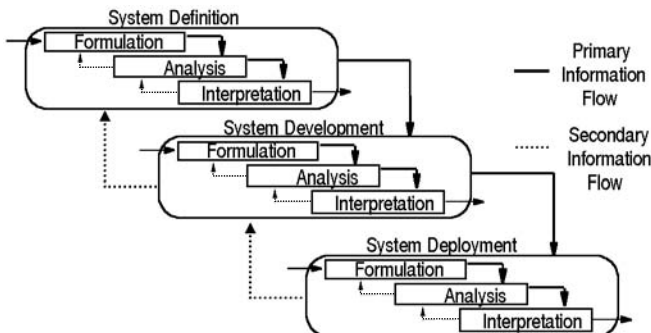 System Definition
Formulation
Analysis
Interpretation
System Development
Formulation
Analysis
Interpretation
System Deployment
Formulation
Analysis
Interpretation
Primary
Information
Flow
Secondary
Information
Flow